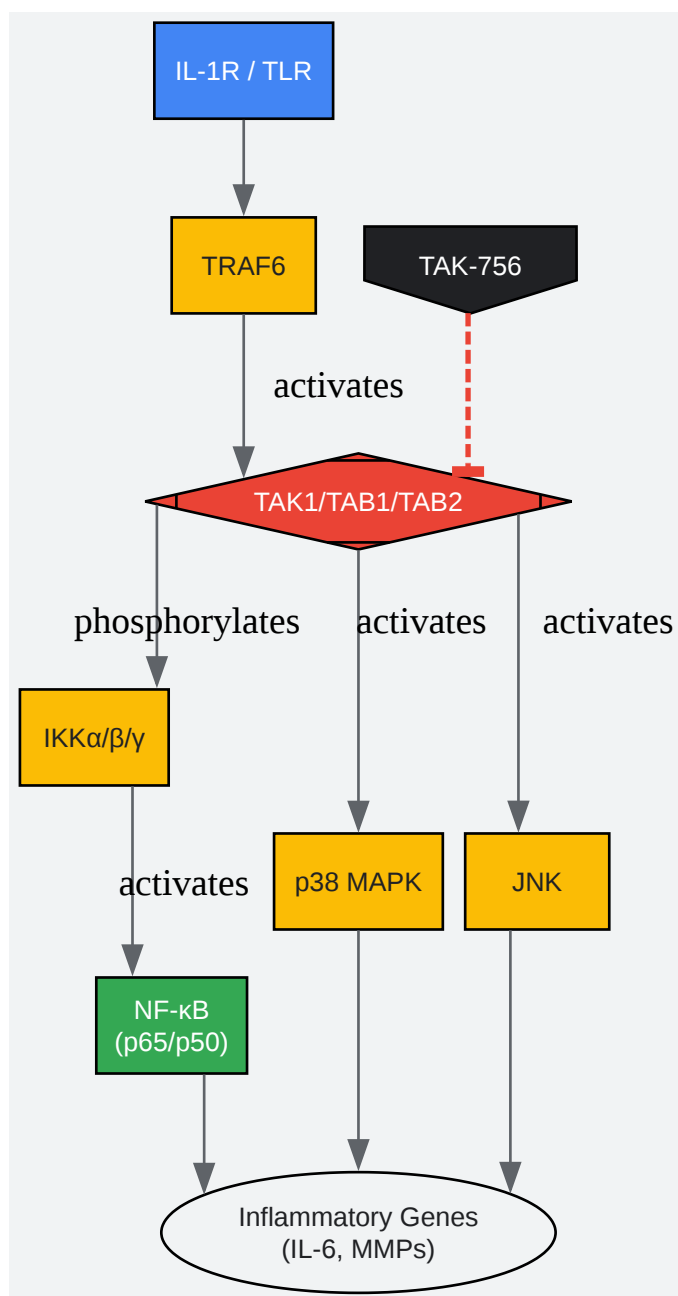 IL-1R / TLR
TRAF6
TAK-756
activates
TAK1/TAB1/TAB2
phosphorylates
activates
activates
IKKα/β/γ
p38 MAPK
JNK
activates
NF-κB
(p65/p50)
Inflammatory Genes
(IL-6, MMPs)